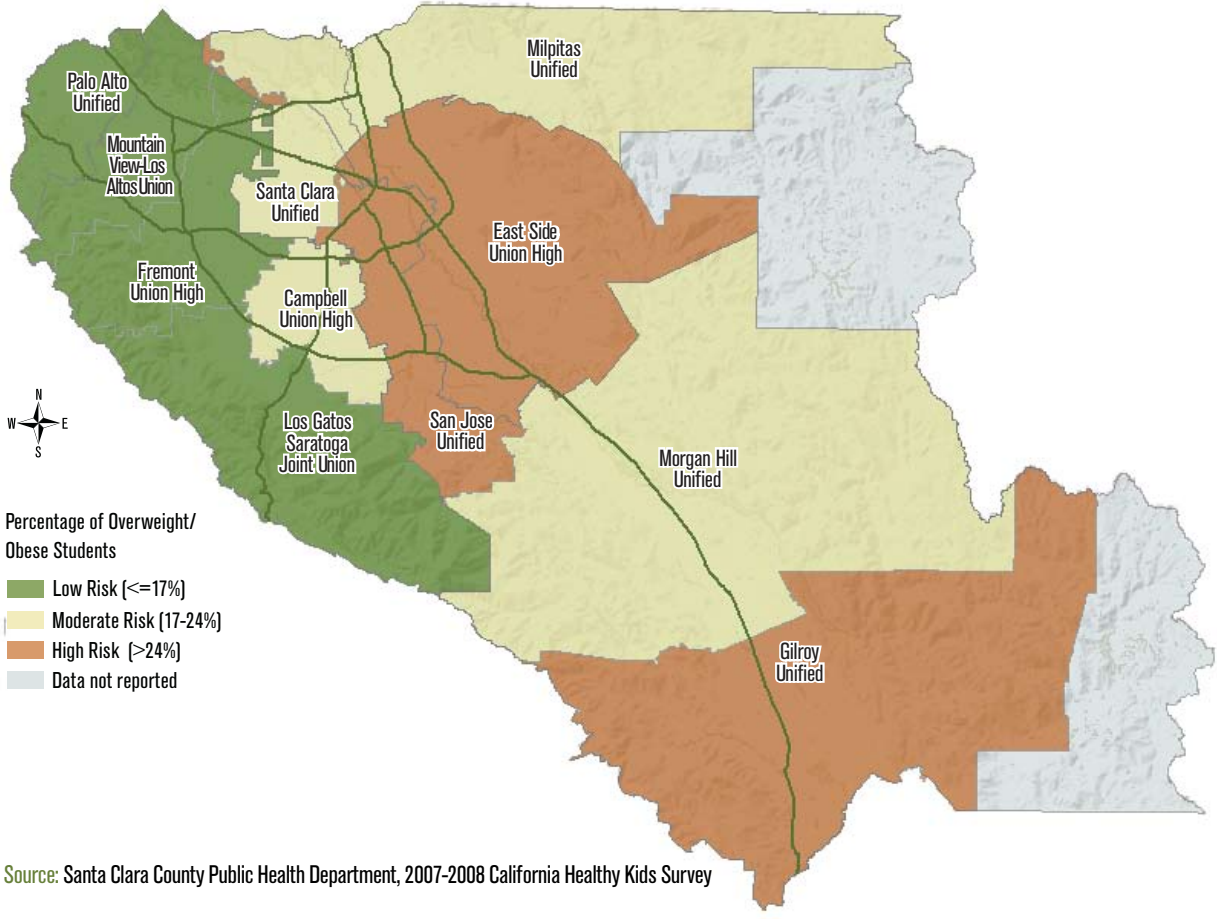 Milpitas
Unified
Palo Alto
Unified
Mountain
View-Los
Altos Union
Santa Clara
Unified
East Side
Union High
Fremont
Union High
Campbell
Union High
N
W E
S
Los Gatos
Saratoga
Joint Union
San Jose
Unified
Morgan Hill
Unified
Gilroy
Unified
Percentage of Overweight/
Obese Students
Low Risk (<=17%)
Moderate Risk (17-24%)
High Risk (>24%)
Data not reported
Source: Santa Clara County Public Health Department, 2007-2008 California Healthy Kids Survey